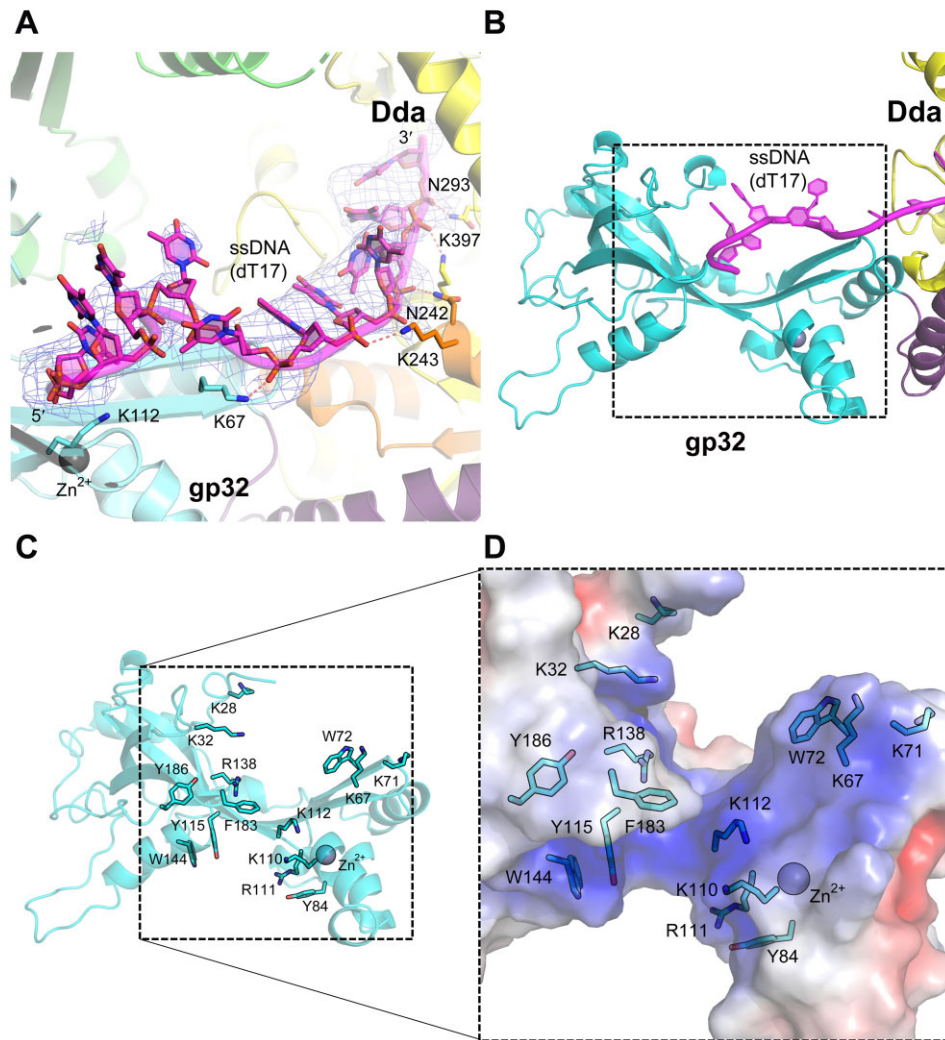 A
Dda
3′
N293
K397
ssDNA
(dT17)
N242
K243
5′
K112
K67
Zn2+
gp32
B
Dda
ssDNA
(dT17)
gp32
C
K28
K32
W72
Y186
R138
K71
K67
K112
Y115
F183
W144
K110
Zn2+
R111
Y84
D
K28
K32
Y186
R138
W72
K71
K67
K112
Y115
F183
W144
K110
Zn2+
R111
Y84